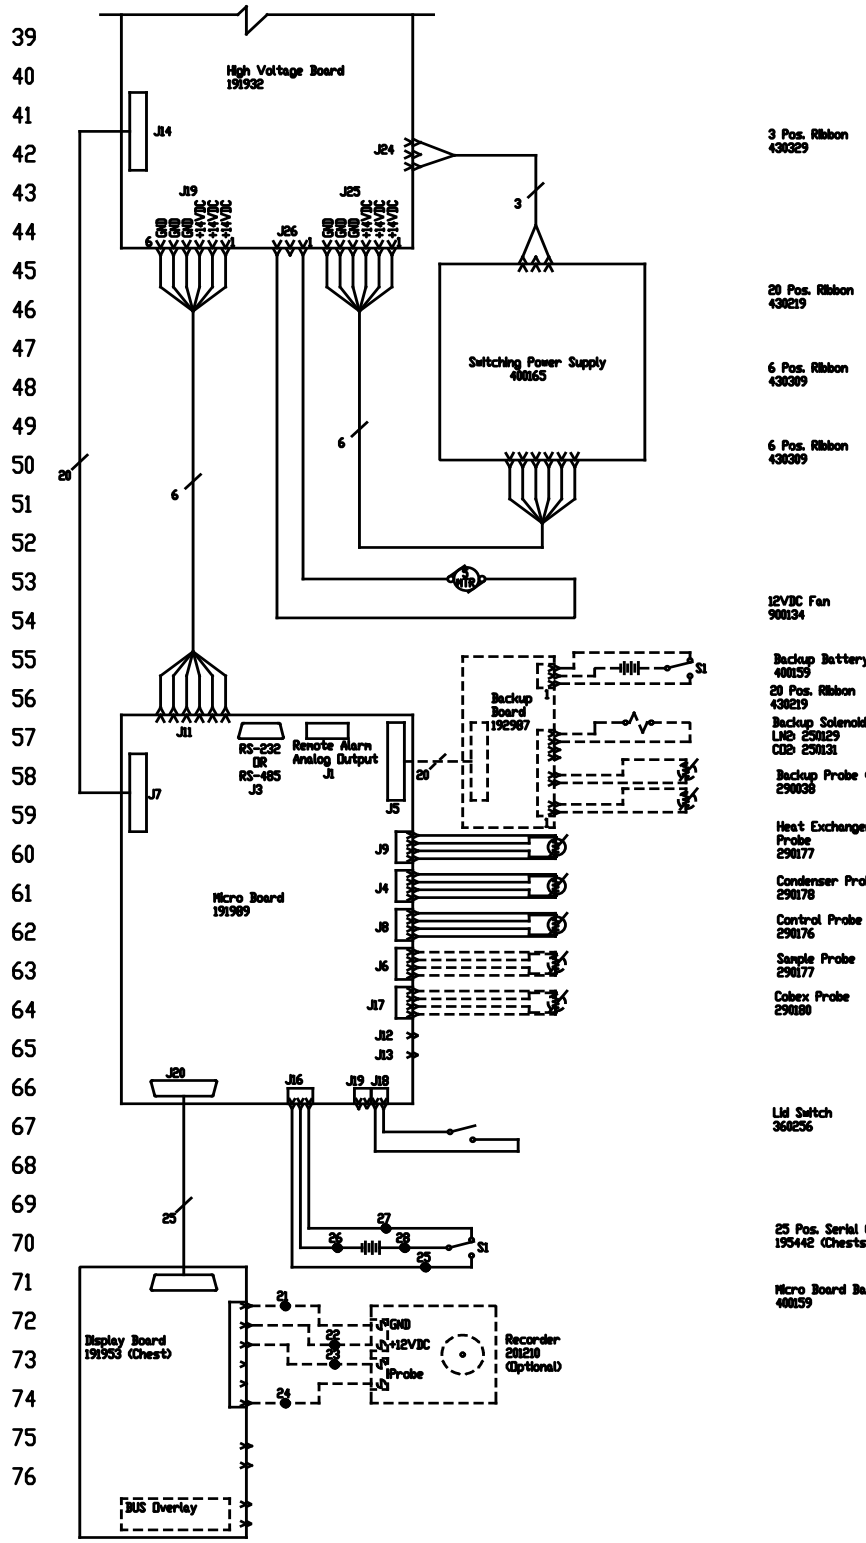 39
40
High Voltage Board
191932
41
J14
3 Pos. Ribbon
430329
42
J24
43
J19
J25
3
44
GND
GND
GND
+14VDC
+14VDC
+14VDC
6
1
J26
1
GND
GND
GND
+14VDC
+14VDC
+14VDC
1
45
20 Pos. Ribbon
430219
46
47
Switching Power Supply
400165
6 Pos. Ribbon
430309
48
49
6
6 Pos. Ribbon
430309
50
20
6
51
52
53
5
MTR
12VDC Fan
900134
54
55
S1
Backup Battery
400159
56
Backup
Board
192987
1
20 Pos. Ribbon
430219
57
J11
RS-232
OR
RS-485
J3
Remote Alarm
Analog Output
J1
Backup Solenoid
LN2: 250129
CO2: 250131
58
20
J7
J5
Backup Probe
290038
59
1
60
J9
Heat Exchanger
Probe
290177
61
Micro Board
191989
J4
Condenser
290178
62
J8
Control Probe
290176
63
J6
Sample Probe
290177
64
J17
Cobex Probe
290180
65
J12
J13
66
J20
J16
J19
J18
67
Lid Switch
360256
68
69
25
27
70
26
28
S1
25
25 Pos. Serial
195442 (Chests
71
21
Micro Board Ba
400159
72
Display Board
191953 (Chest)
22
GND
+12VDC
Recorder
201210
(Optional)
73
23
Probe
74
24
75
76
BUS Overlay